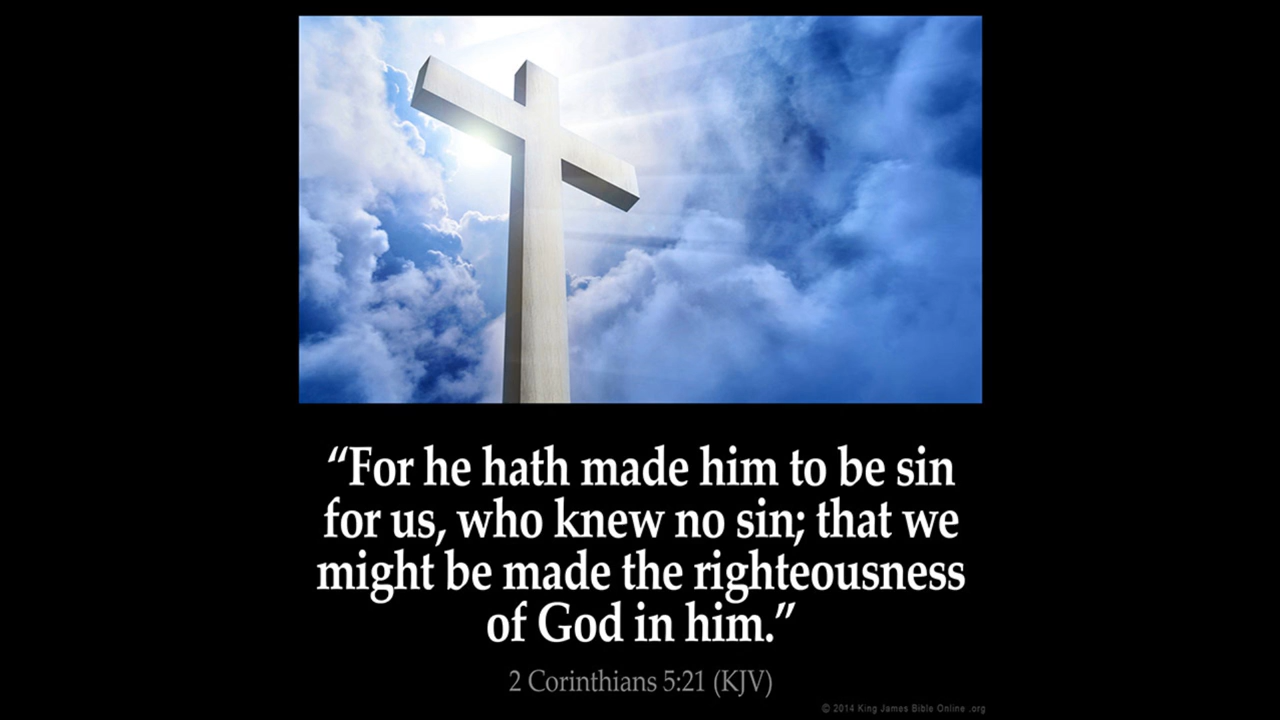 “For he hath made him to be sin
for us, who knew no sin; that we
might be made the righteousness
of God in him.”
2 Corinthians 5:21 (KJV)
© 2014 King James Bible Online .org